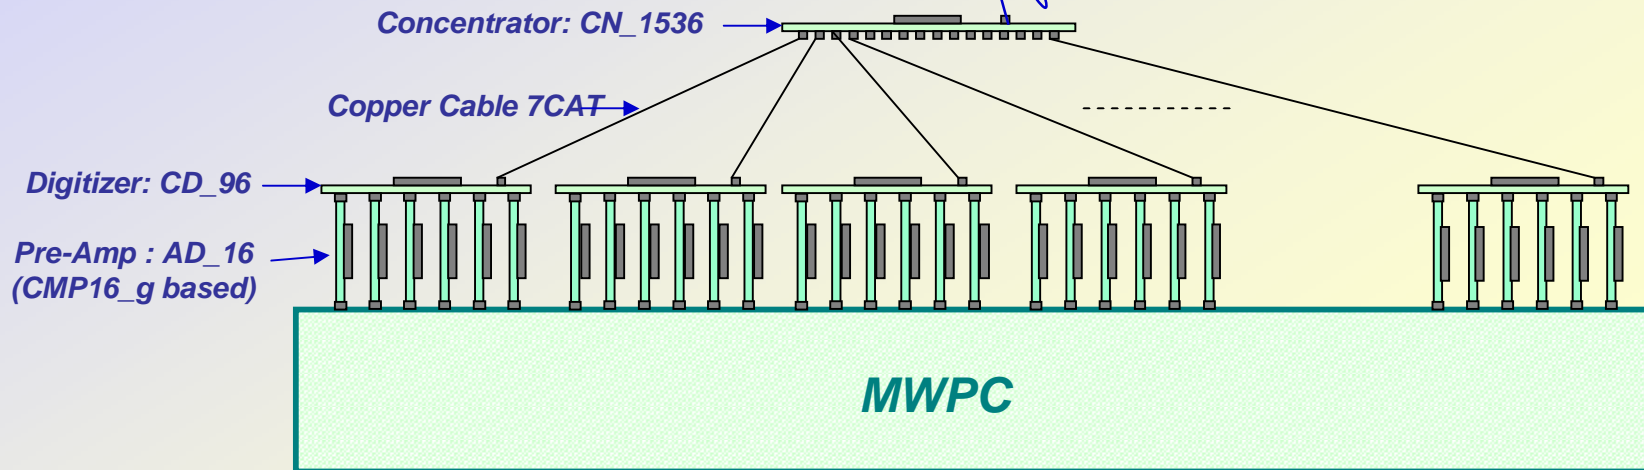 Concentrator: CN_1536
Copper Cable 7CAT
Digitizer: CD_96
Pre-Amp : AD_16
(CMP16_g based)
MWPC